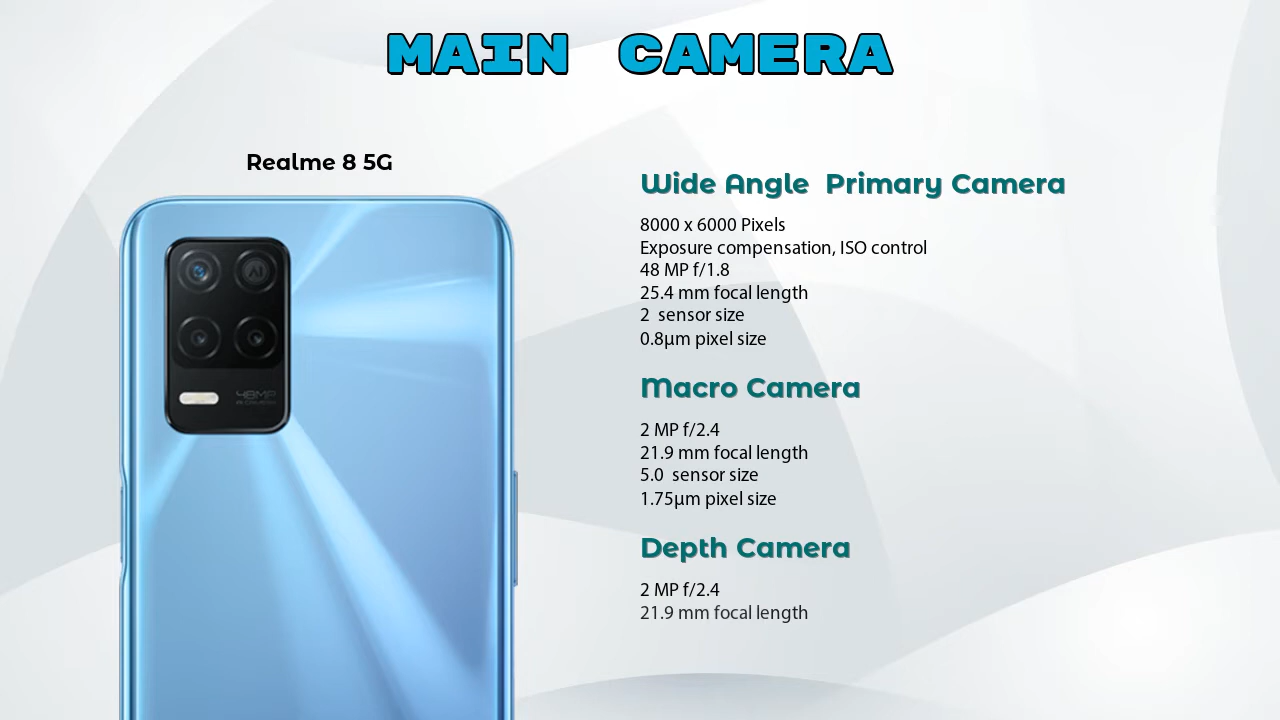 MAIN CAMERA
Realme 8 5G
Wide Angle  Primary Camera
8000 x 6000 Pixels
Exposure compensation, ISO control
48 MP f/1.8
25.4 mm focal length
2  sensor size
0.8µm pixel size
Macro Camera
2 MP f/2.4
21.9 mm focal length
5.0  sensor size
1.75µm pixel size
Depth Camera
2 MP f/2.4
21.9 mm focal length
AI
48MP